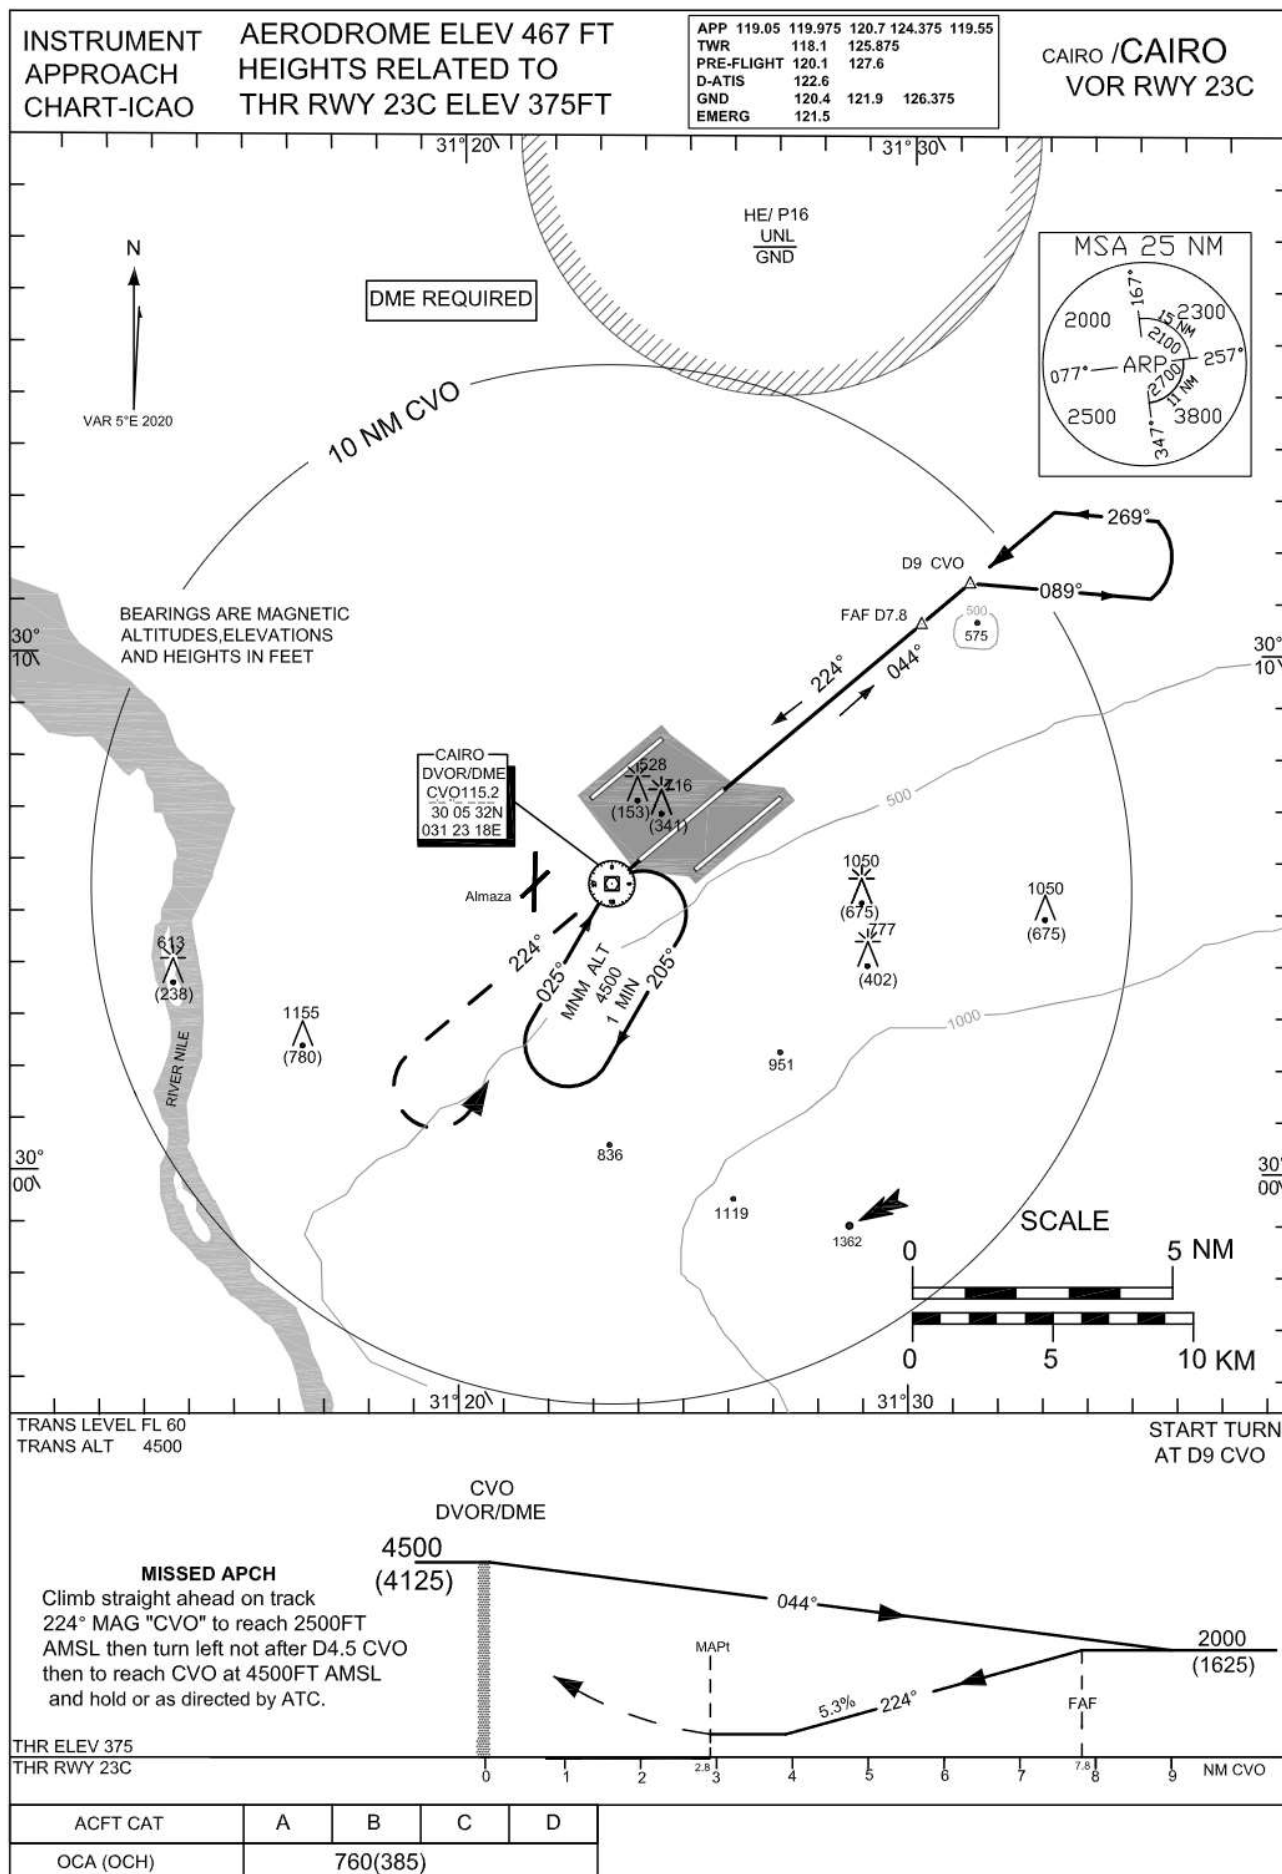 INSTRUMENT
APPROACH
CHART-ICAO
AERODROME ELEV 467 FT
HEIGHTS RELATED TO
THR RWY 23C ELEV 375FT
APP 119.05 119.975 120.7 124.375 119.55
TWR 118.1 125.875
PRE-FLIGHT 120.1 127.6
D-ATIS 122.6
GND 120.4 121.9 126.375
EMERG 121.5
CAIRO /CAIRO
VOR RWY 23C
31° 20\
31° 30\
HE/ P16
UNL
GND
N
VAR 5°E 2020
DME REQUIRED
MSA 25 NM
167°
2000
2300
15 NM
2100
077°
ARP
257°
2700
11 NM
2500
3800
347°
10 NM CVO
269°
D9 CVO
089°
FAF D7.8
500
575
BEARINGS ARE MAGNETIC
ALTITUDES,ELEVATIONS
AND HEIGHTS IN FEET
30°
10\
30°
10\
224°
044°
CAIRO
DVOR/DME
CVO115.2
30 05 32N
031 23 18E
528
(153)
716
(341)
500
Almaza
1050
(675)
1050
(675)
777
(402)
224°
025°
MNM ALT
4500
1 MIN
205°
613
(238)
1155
(780)
RIVER NILE
1000
951
836
30°
00\
30°
00\
1119
1362
SCALE
0 5 NM
0 5 10 KM
31° 20\
31° 30\
TRANS LEVEL FL 60
TRANS ALT 4500
START TURN
AT D9 CVO
CVO
DVOR/DME
4500
(4125)
044°
2000
(1625)
MISSED APCH
Climb straight ahead on track
224° MAG "CVO" to reach 2500FT
AMSL then turn left not after D4.5 CVO
then to reach CVO at 4500FT AMSL
and hold or as directed by ATC.
MAPt
5.3% 224°
FAF
THR ELEV 375
THR RWY 23C
0 1 2 2.8 3 4 5 6 7 7.8 8 9 NM CVO
ACFT CAT A B C D
OCA (OCH) 760(385)